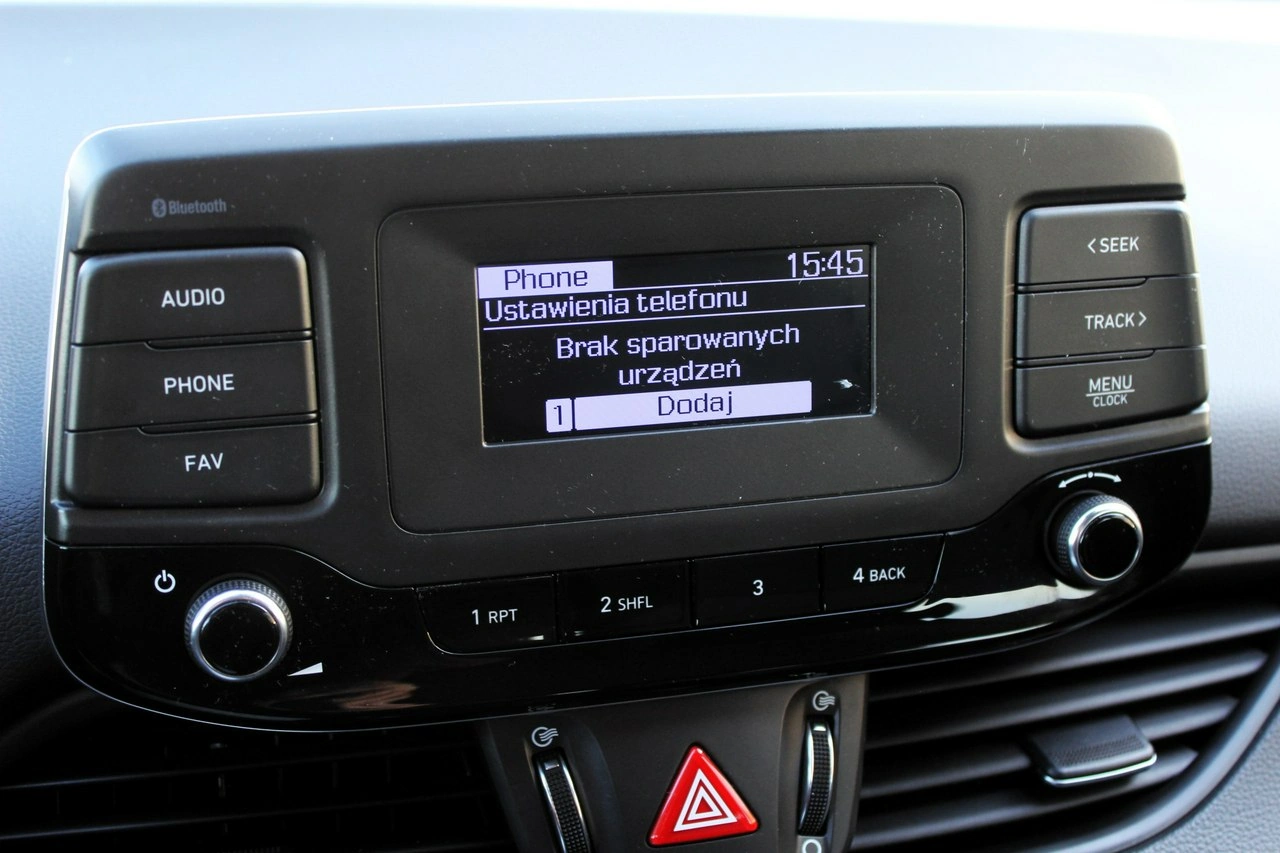 Bluetooth
AUDIO
PHONE
FAV
Phone 15:45
Ustawienia telefonu
Brak sparowanych
urządzeń
1 Dodaj
< SEEK
TRACK >
MENU
CLOCK
1 RPT
2 SHFL
3
4 BACK